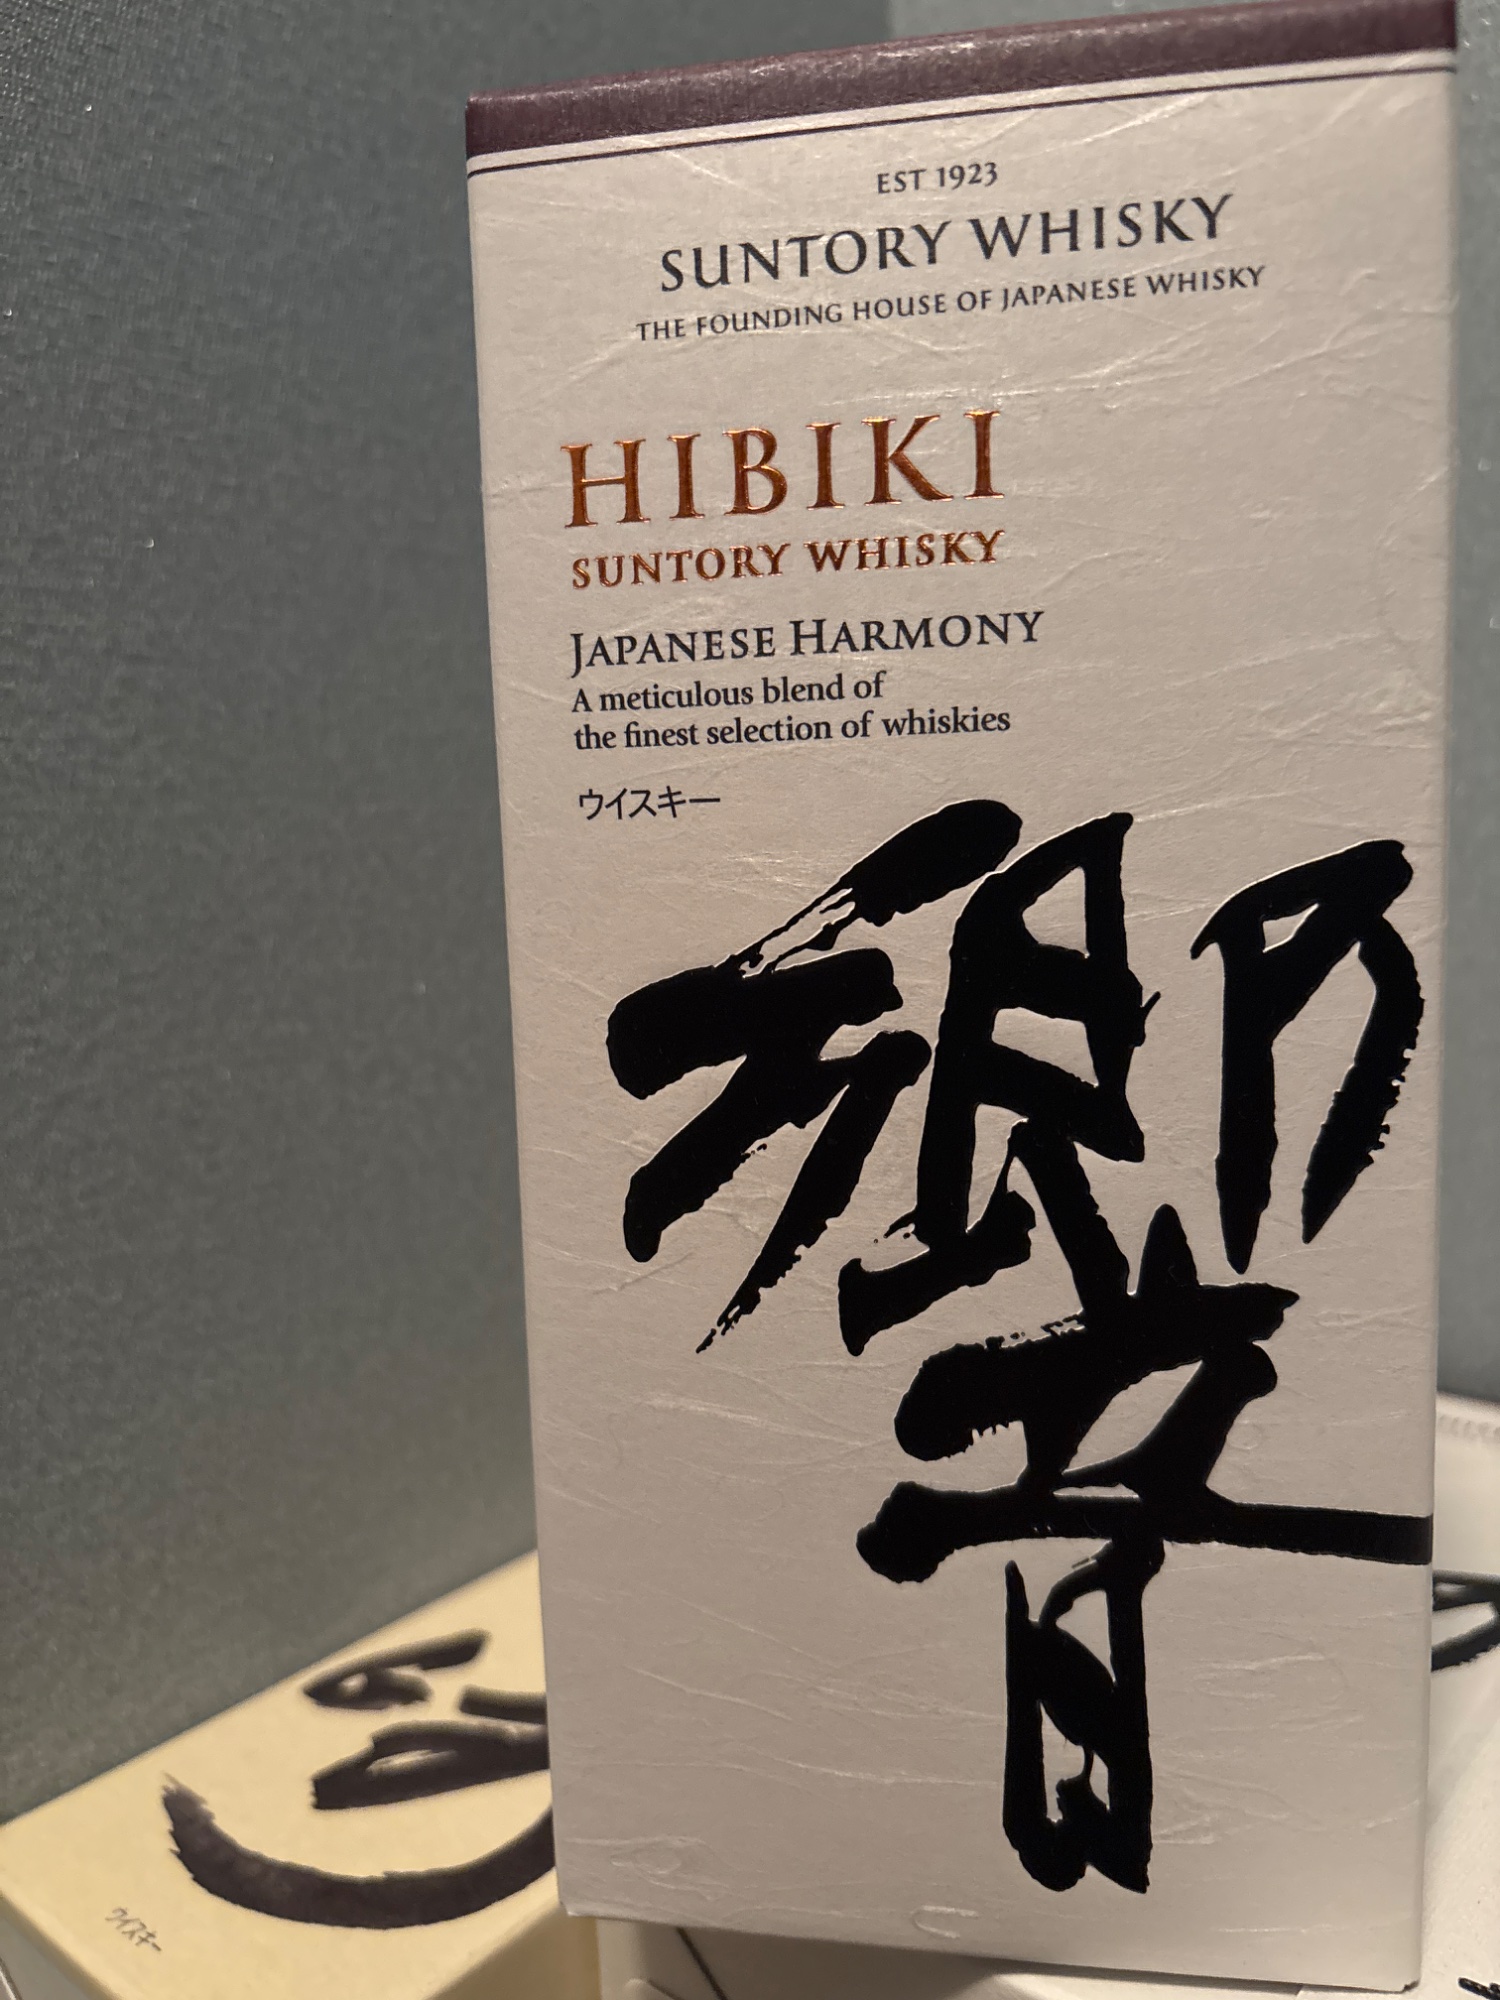 EST 1923
SUNTORY WHISKY
THE FOUNDING HOUSE OF JAPANESE WHISKY
HIBIKI
SUNTORY WHISKY
JAPANESE HARMONY
A meticulous blend of
the finest selection of whiskies
ウイスキー
響
ウイスキー